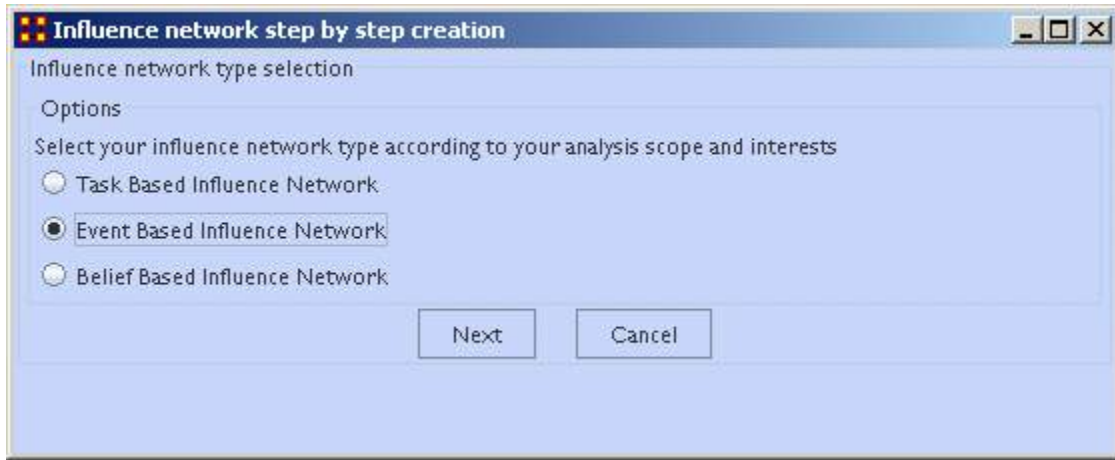 Influence network step by step creation
Influence network type selection
Options
Select your influence network type according to your analysis scope and interests
Task Based Influence Network
Event Based Influence Network
Belief Based Influence Network
Next Cancel